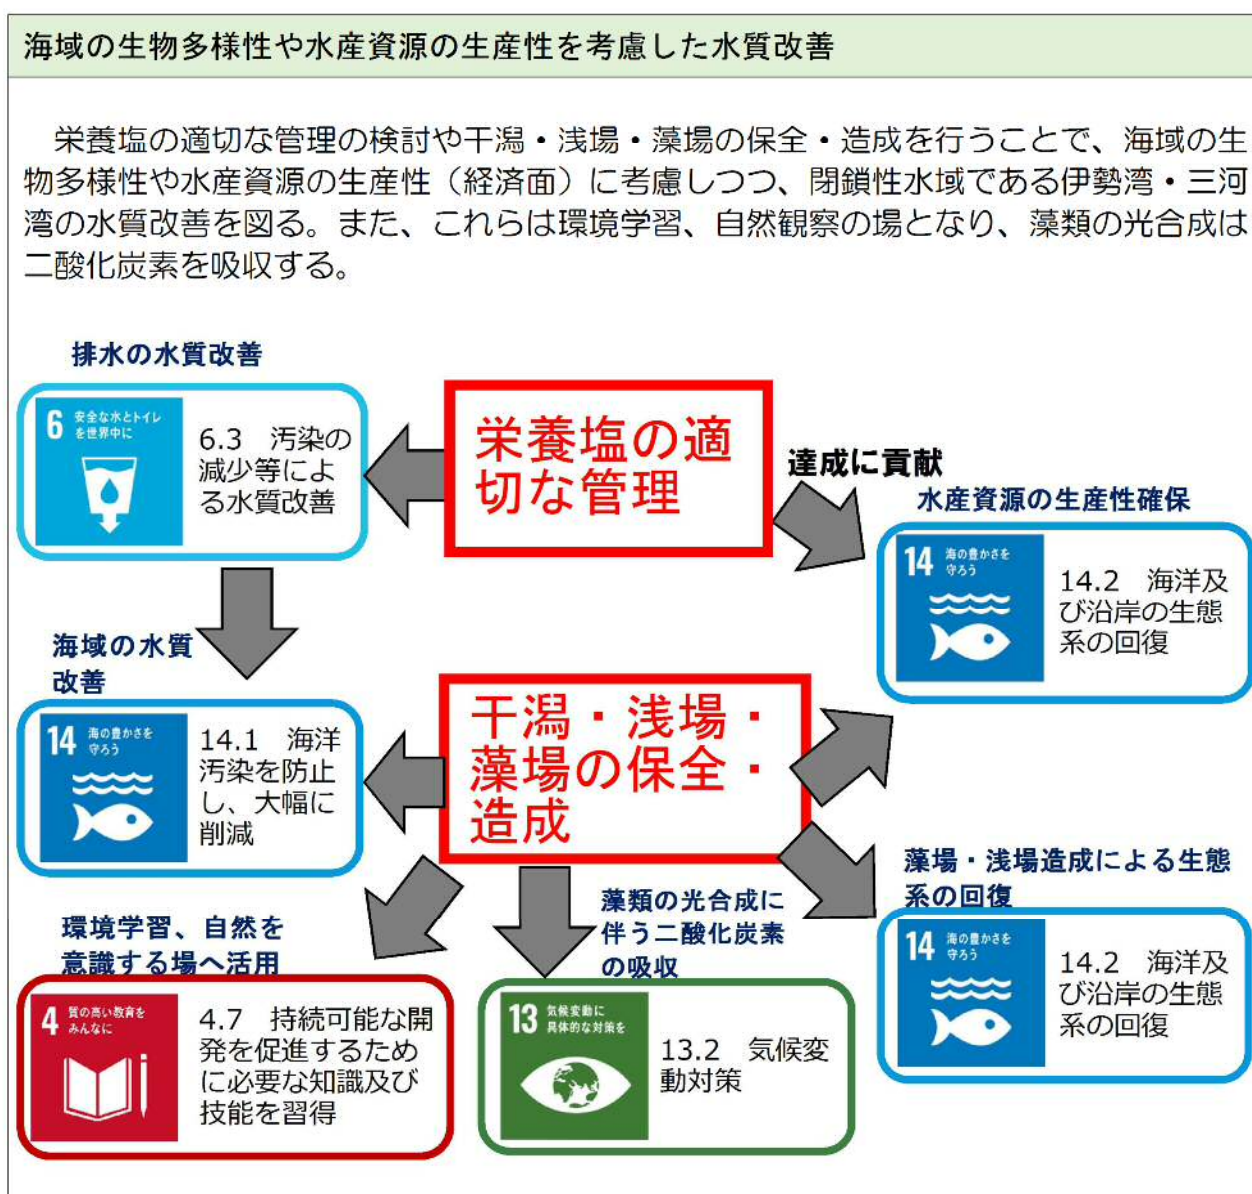 海域の生物多様性や水産資源の生産性を考慮した水質改善
栄養塩の適切な管理の検討や干潟・浅場・藻場の保全・造成を行うことで、海域の生
物多様性や水産資源の生産性（経済面）に考慮しつつ、閉鎖性水域である伊勢湾・三河
湾の水質改善を図る。また、これらは環境学習、自然観察の場となり、藻類の光合成は
二酸化炭素を吸収する。
排水の水質改善
6 安全な水とトイレ
を世界中に
6.3 汚染の
減少等によ
る水質改善
栄養塩の適
切な管理
達成に貢献
水産資源の生産性確保
14 海の豊かさを
守ろう
14.2 海洋及
び沿岸の生態
系の回復
海域の水質
改善
14 海の豊かさを
守ろう
14.1 海洋
汚染を防止
し、大幅に
削減
干潟・浅場・
藻場の保全・
造成
藻場・浅場造成による生態
系の回復
14 海の豊かさを
守ろう
14.2 海洋及
び沿岸の生態
系の回復
環境学習、自然を
意識する場へ活用
4 質の高い教育を
みんなに
4.7 持続可能な開
発を促進するため
に必要な知識及び
技能を習得
藻類の光合成に
伴う二酸化炭素
の吸収
13 気候変動に
具体的な対策を
13.2 気候変
動対策